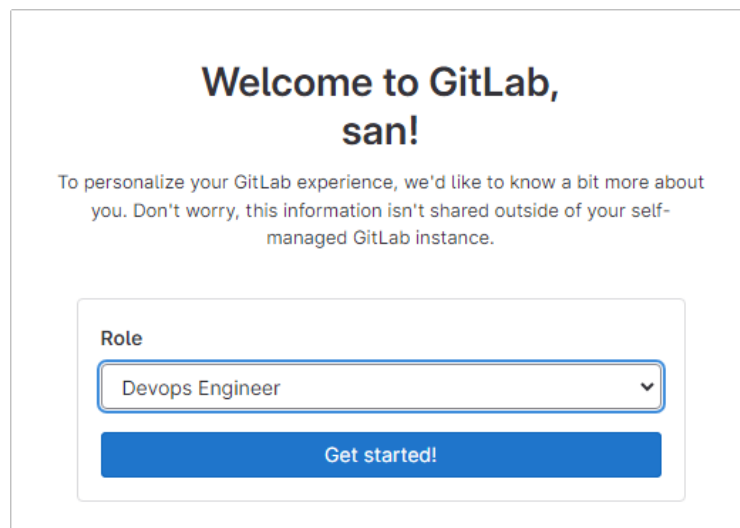 Welcome to GitLab,
san!
To personalize your GitLab experience, we'd like to know a bit more about
you. Don't worry, this information isn't shared outside of your self-
managed GitLab instance.
Role
Devops Engineer
Get started!